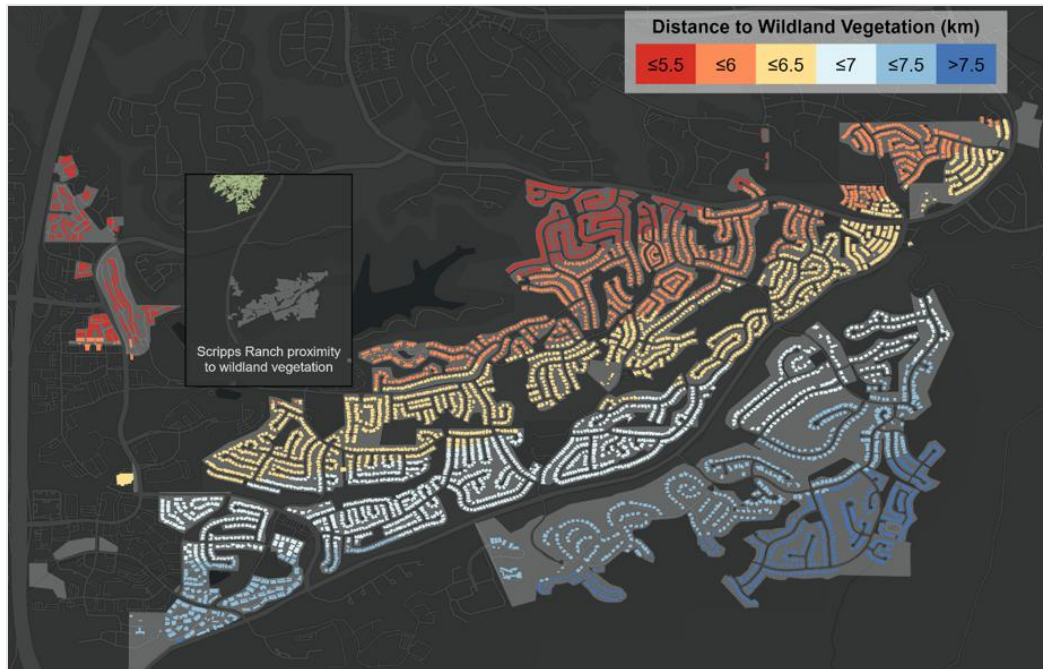 Distance to Wildland Vegetation (km)
≤5.5 ≤6 ≤6.5 ≤7 ≤7.5 >7.5
Scripps Ranch proximity
to wildland vegetation